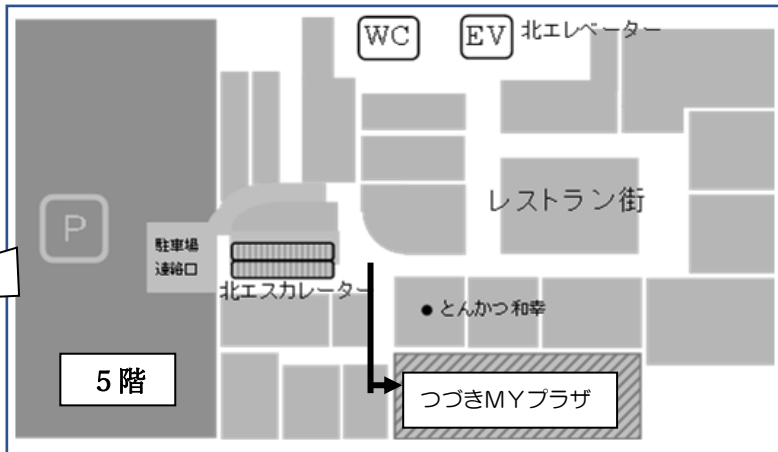 WC
EV
北エレベーター
レストラン街
P
駐車場
連絡口
北エスカレーター
とんかつ和幸
5階
つづきMYプラザ